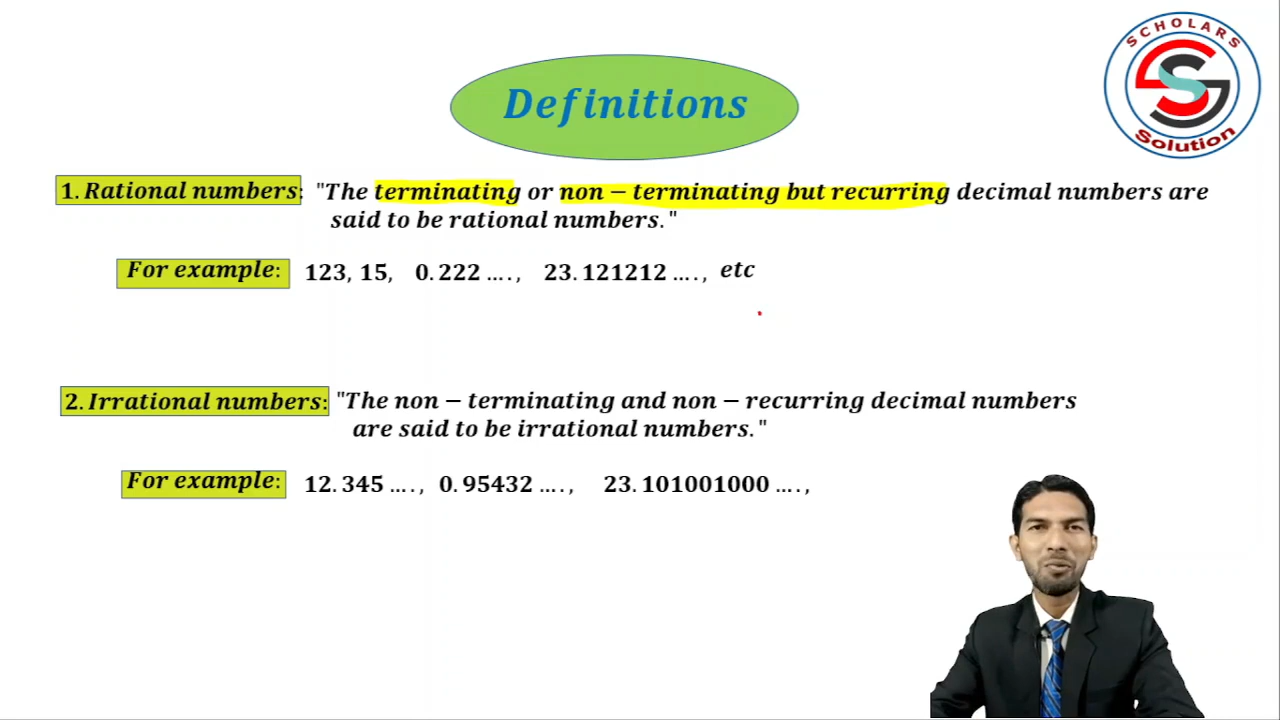 SCHOLARS
Solution
Definitions
1. Rational numbers: "The terminating or non − terminating but recurring decimal numbers are
said to be rational numbers."
For example: 123, 15, 0.222 …., 23.121212 …., etc
2. Irrational numbers: "The non − terminating and non − recurring decimal numbers
are said to be irrational numbers."
For example: 12.345 …., 0.95432 …., 23.101001000 ….,